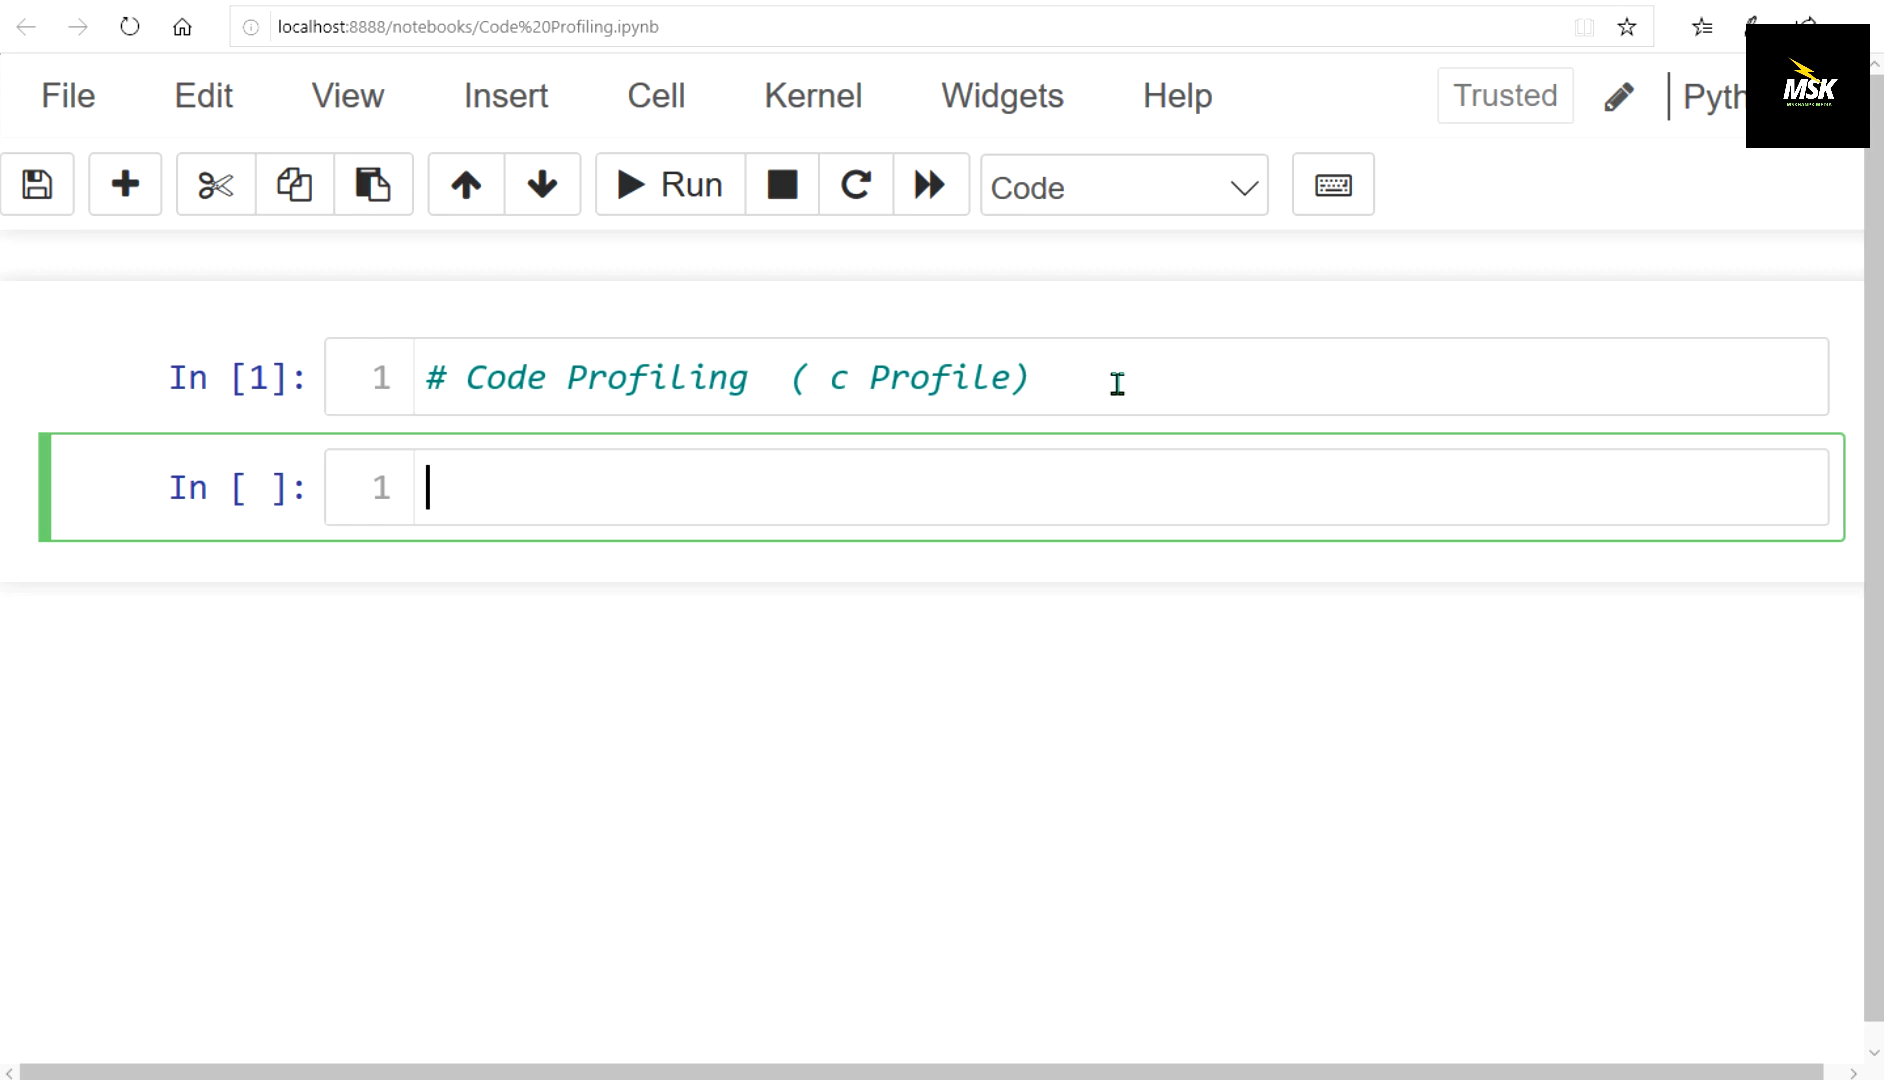 localhost:8888/notebooks/Code%20Profiling.ipynb
File Edit View Insert Cell Kernel Widgets Help Trusted Pyth
MSK
Run Code
In [1]: 1 # Code Profiling ( c Profile)
In [ ]: 1